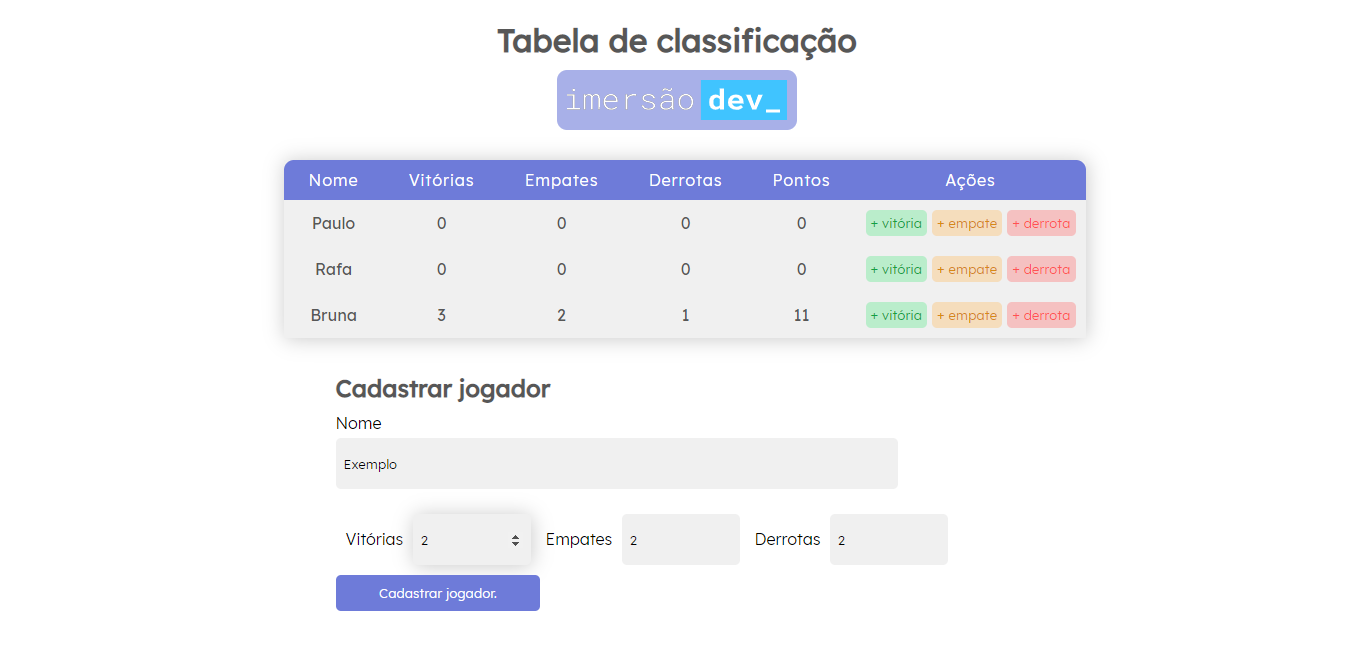 Tabela de classificação
imersão dev_
Nome Vitórias Empates Derrotas Pontos Ações
Paulo 0 0 0 0 + vitória + empate + derrota
Rafa 0 0 0 0 + vitória + empate + derrota
Bruna 3 2 1 11 + vitória + empate + derrota
Cadastrar jogador
Nome
Exemplo
Vitórias 2 Empates 2 Derrotas 2
Cadastrar jogador.